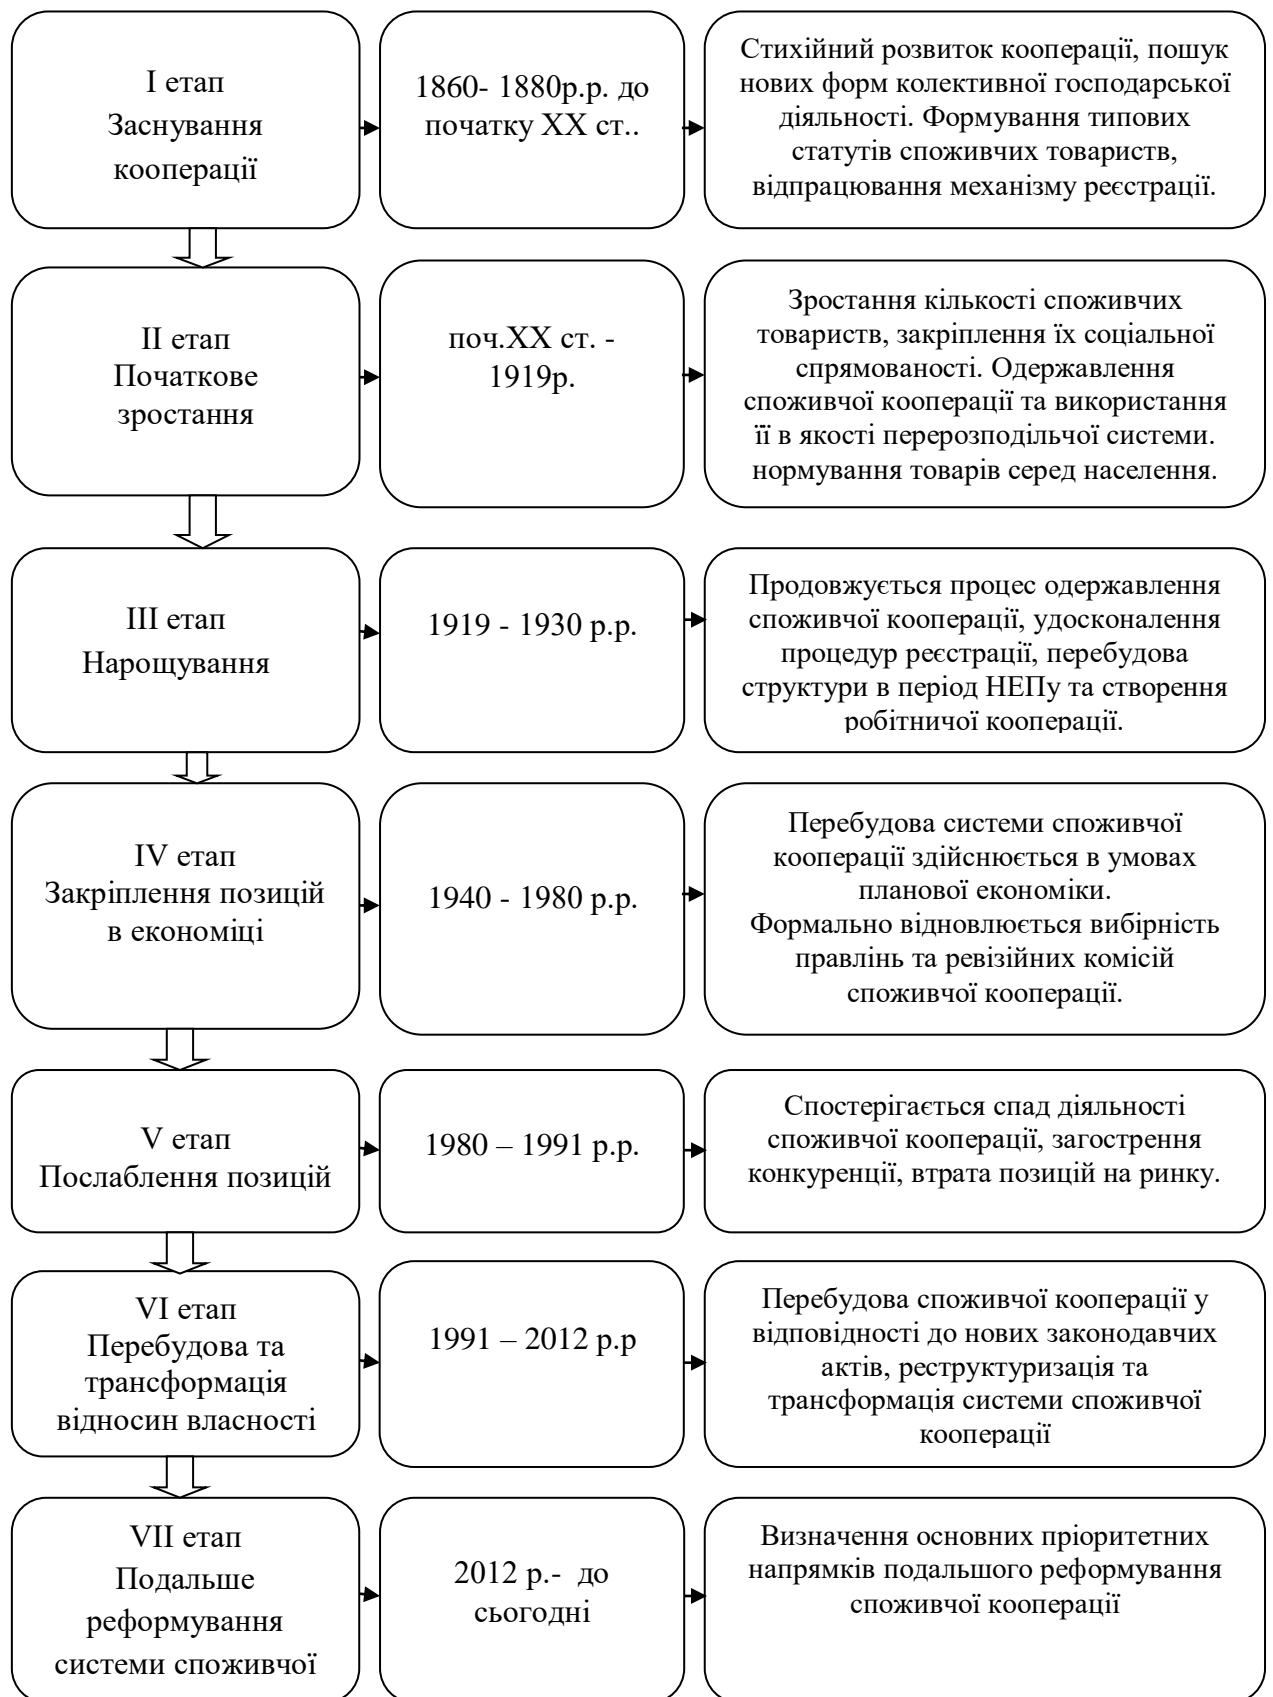 І етап
Заснування
кооперації
1860- 1880р.р. до
початку ХХ ст..
Стихійний розвиток кооперації, пошук
нових форм колективної господарської
діяльності. Формування типових
статутів споживчих товариств,
відпрацювання механізму реєстрації.
ІІ етап
Початкове
зростання
поч.ХХ ст. -
1919р.
Зростання кількості споживчих
товариств, закріплення їх соціальної
спрямованості. Одержавлення
споживчої кооперації та використання
її в якості перерозподільчої системи.
нормування товарів серед населення.
ІІІ етап
Нарощування
1919 - 1930 р.р.
Продовжується процес одержавлення
споживчої кооперації, удосконалення
процедур реєстрації, перебудова
структури в період НЕПу та створення
робітничої кооперації.
IV етап
Закріплення позицій
в економіці
1940 - 1980 р.р.
Перебудова системи споживчої
кооперації здійснюється в умовах
планової економіки.
Формально відновлюється вибірність
правлінь та ревізійних комісій
споживчої кооперації.
V етап
Послаблення позицій
1980 – 1991 р.р.
Спостерігається спад діяльності
споживчої кооперації, загострення
конкуренції, втрата позицій на ринку.
VI етап
Перебудова та
трансформація
відносин власності
1991 – 2012 р.р
Перебудова споживчої кооперації у
відповідності до нових законодавчих
актів, реструктуризація та
трансформація системи споживчої
кооперації
VII етап
Подальше
реформування
системи споживчої
2012 р.- до
сьогодні
Визначення основних пріоритетних
напрямків подальшого реформування
споживчої кооперації